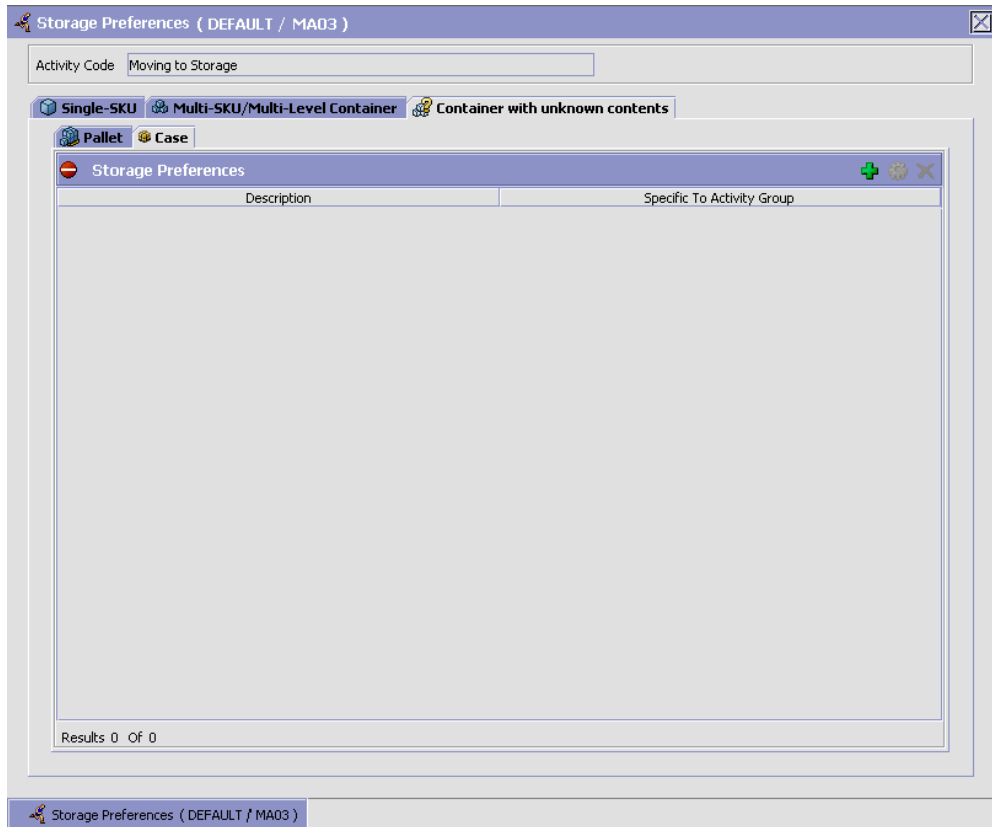 Storage Preferences ( DEFAULT / MA03 )
Activity Code Moving to Storage
Single-SKU Multi-SKU/Multi-Level Container Container with unknown contents
Pallet Case
Storage Preferences
Description Specific To Activity Group
Results 0 Of 0
Storage Preferences ( DEFAULT / MA03 )